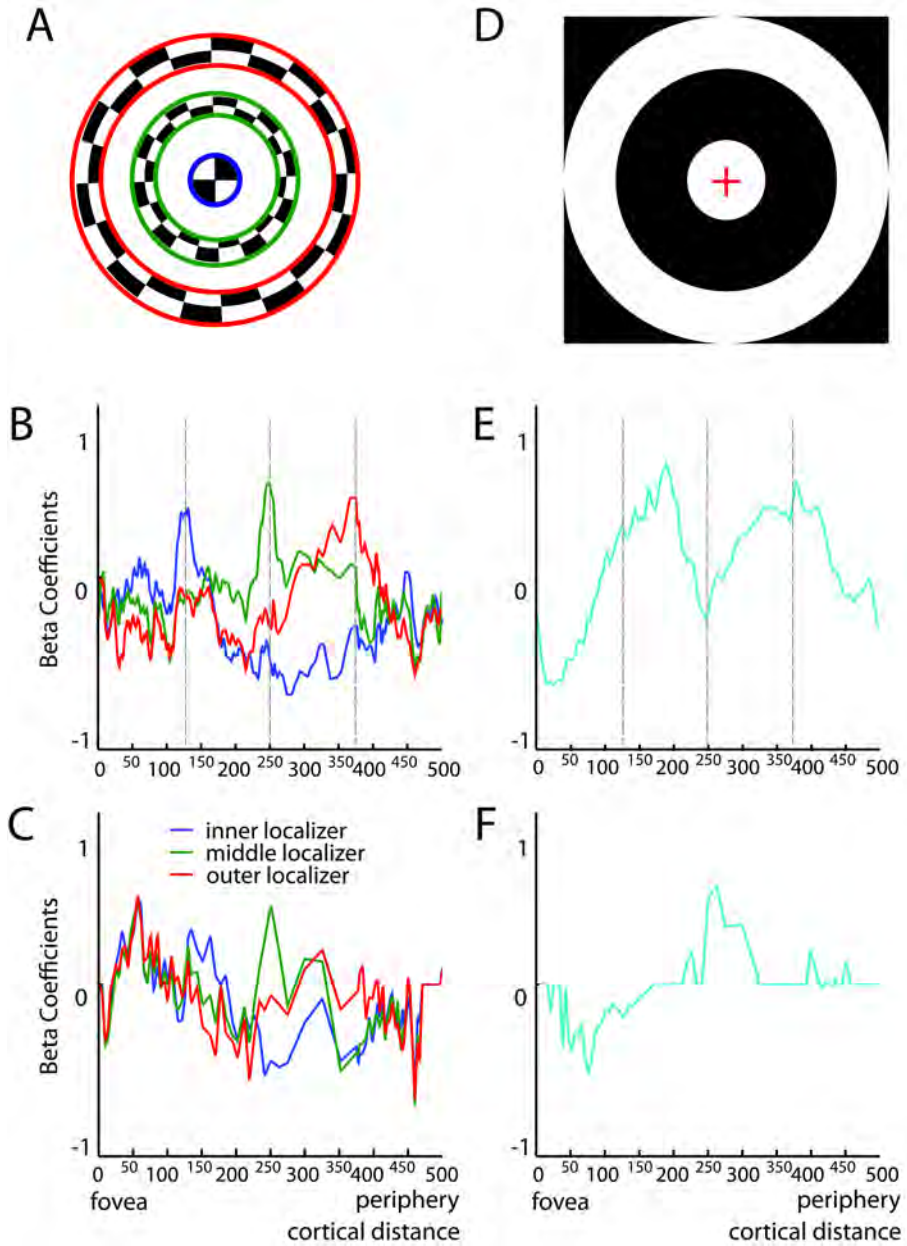 A
D
B
1
0
-1
Beta Coefficients
0 50 100 150 200 250 300 350 400 450 500
E
1
0
-1
0 50 100 150 200 250 300 350 400 450 500
C
inner localizer
middle localizer
outer localizer
1
0
-1
Beta Coefficients
0 50 100 150 200 250 300 350 400 450 500
fovea periphery
cortical distance
F
1
0
-1
0 50 100 150 200 250 300 350 400 450 500
fovea periphery
cortical distance